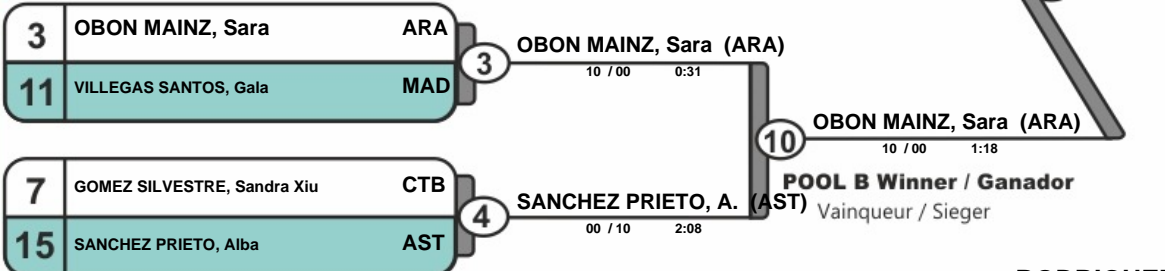 3 OBON MAINZ, Sara ARA
11 VILLEGAS SANTOS, Gala MAD
3
OBON MAINZ, Sara (ARA)
10 / 00 0:31
7 GOMEZ SILVESTRE, Sandra Xiu CTB
15 SANCHEZ PRIETO, Alba AST
4
SANCHEZ PRIETO, A. (AST)
00 / 10 2:08
10
OBON MAINZ, Sara (ARA)
10 / 00 1:18
POOL B Winner / Ganador
Vainqueur / Sieger